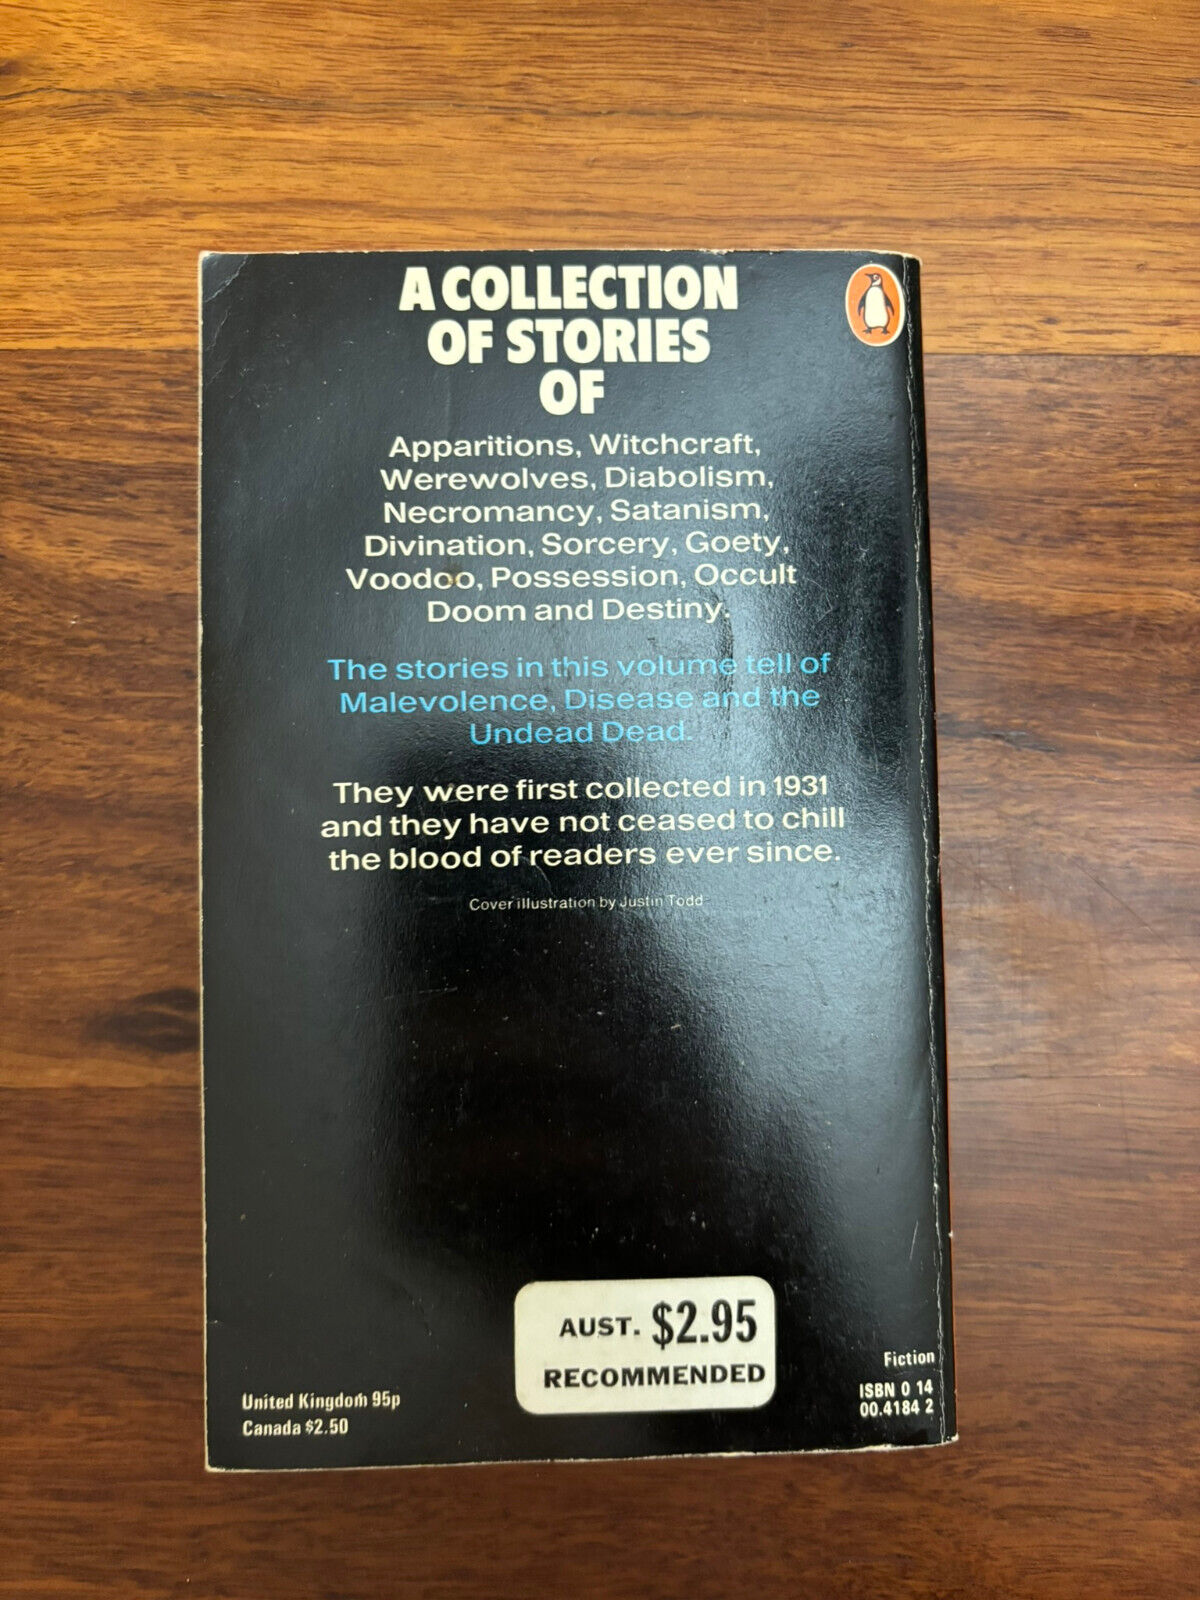 A COLLECTION
OF STORIES
OF
Apparitions, Witchcraft,
Werewolves, Diabolism,
Necromancy, Satanism,
Divination, Sorcery, Goety,
Voodoo, Possession, Occult
Doom and Destiny.
The stories in this volume tell of
Malevolence, Disease and the
Undead Dead.
They were first collected in 1931
and they have not ceased to chill
the blood of readers ever since.
Cover illustration by Justin Todd
AUST. $2.95
RECOMMENDED
United Kingdom 95p
Canada $2.50
Fiction
ISBN 0 14
00.4184 2